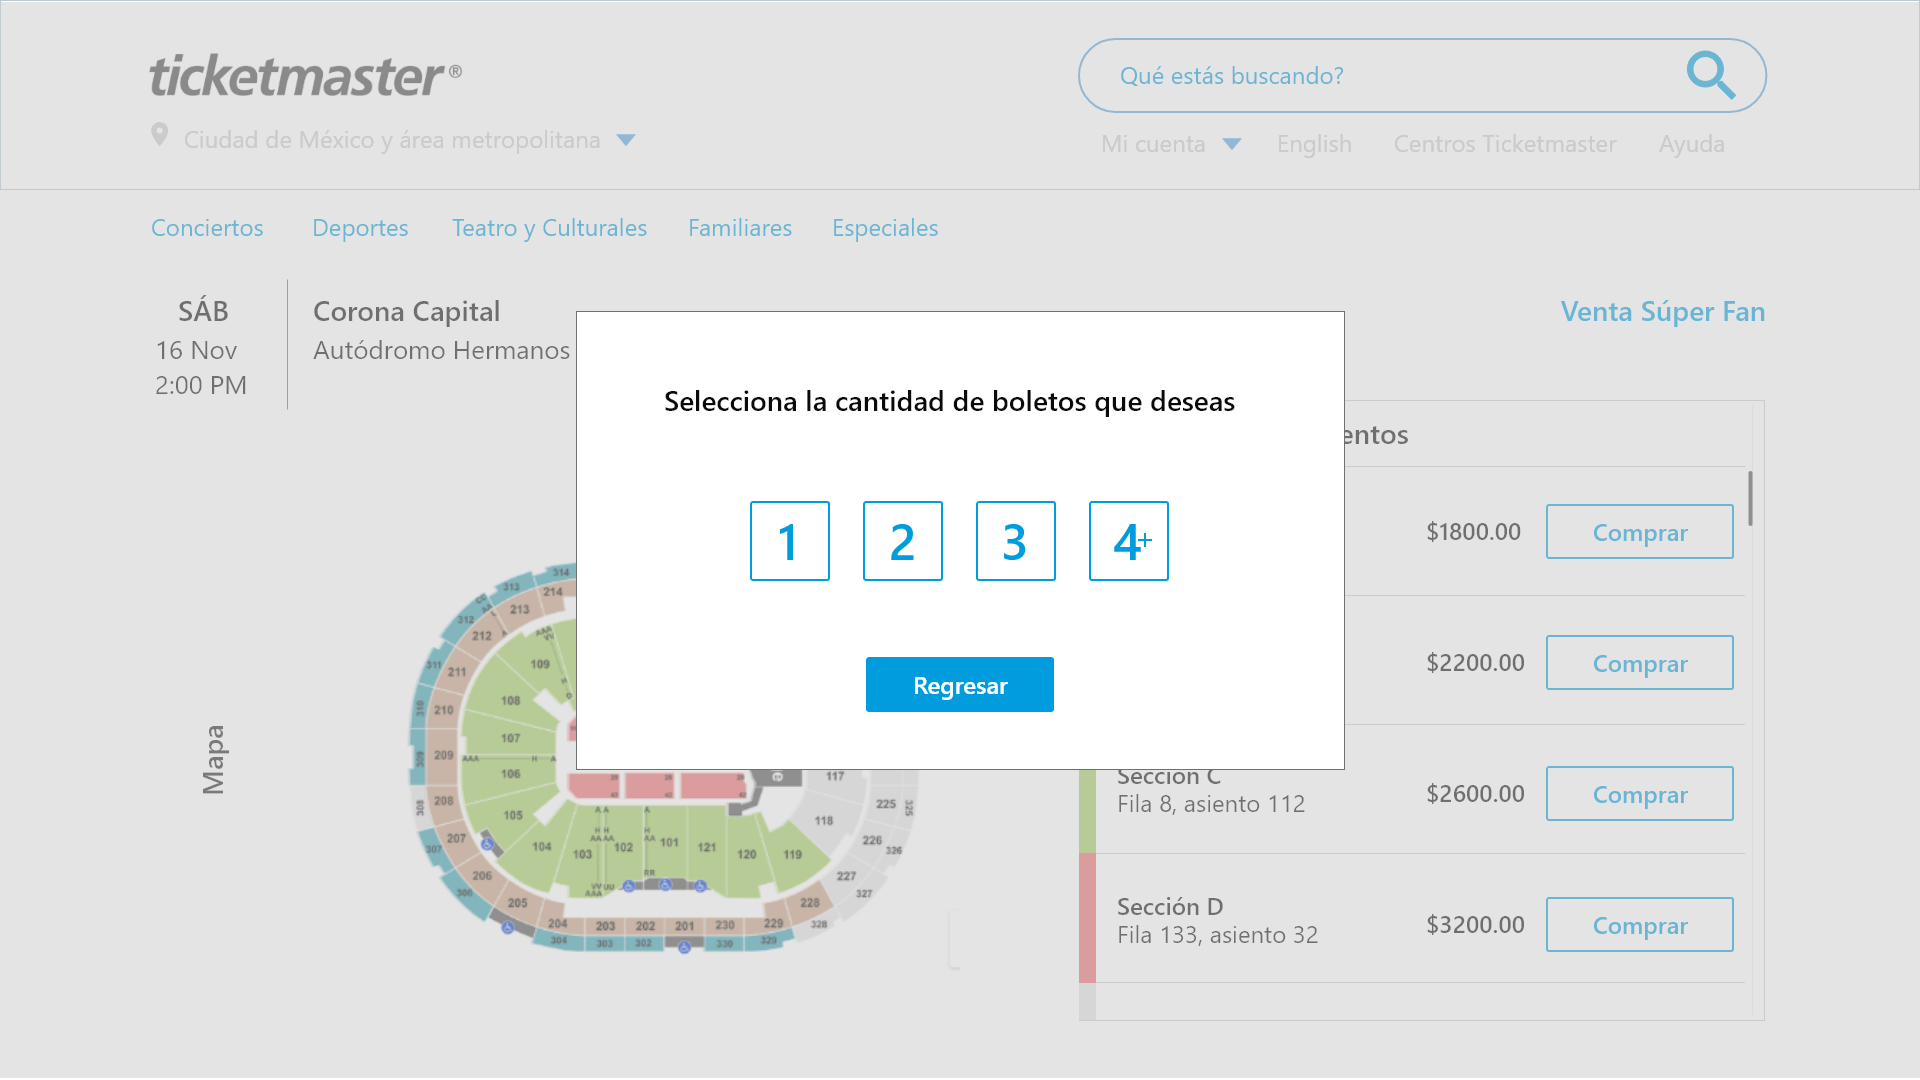 ticketmaster®
Qué estás buscando?
Ciudad de México y área metropolitana
Mi cuenta English Centros Ticketmaster Ayuda
Conciertos Deportes Teatro y Culturales Familiares Especiales
SÁB
16 Nov
2:00 PM
Corona Capital
Autódromo Hermanos
Venta Súper Fan
Selecciona la cantidad de boletos que deseas
1 2 3 4+
Regresar
entos
$1800.00 Comprar
$2200.00 Comprar
Sección C
Fila 8, asiento 112
$2600.00 Comprar
Sección D
Fila 133, asiento 32
$3200.00 Comprar
Mapa
314
313
214
213
312
212
311
211
109
310
210
108
309
209
107
AAA H A
106
308
208
105
307
207
104
103
102
101
121
120
119
118
117
225
325
226
326
227
327
306
206
205
204
203
202
201
230
229
228
328
304
303
302
330
329
RR